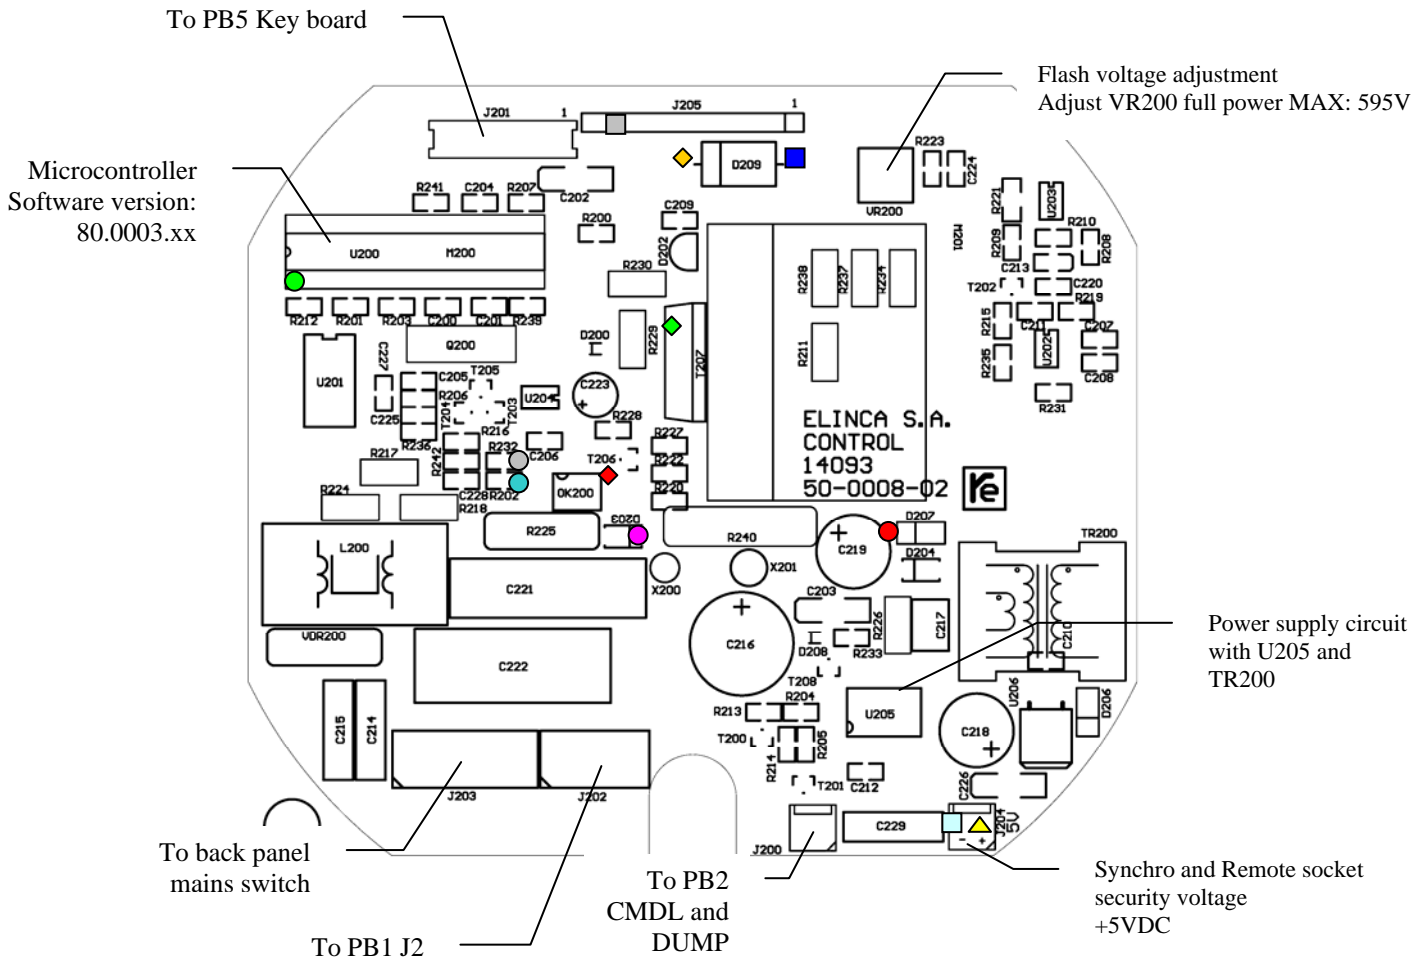 To PB5 Key board
Flash voltage adjustment
Adjust VR200 full power MAX: 595V
J201 1
J205 1
Microcontroller
Software version:
80.0003.xx
D209
R223
C224
VR200
C202
R241 C204 R207
C209
R200
D202
M201
R221
U203
R210
R209
R208
C213
U200 M200
R230
R238
R237
R234
T202
C220
R219
R212 R201 R203 C200 C201 R239
R215
C211
C207
Q200
D200
R229
T207
R211
U202
R235
C208
C227
U201
T205
C205
R206
U204
C223
R231
T204
T203
C225
R216
R228
ELINCA S.A.
CONTROL
14093
50-0008-02
re
R236
R242
R232
C206
R227
T206
R222
R217
C228 R202
OK200
R220
R224
R218
R225
D203
R240
C219
D207
TR200
L200
D204
X200
X201
C221
C203
R226
C217
C210
VDR200
C222
C216
D208
R233
T208
Power supply circuit
with U205 and
TR200
C215
C214
R213
R204
U205
U206
D206
T200
R205
R214
C218
T201
C212
C226
J203
J202
J200
C229
J204
5V
- +
To back panel
mains switch
To PB1 J2
To PB2
CMDL and
DUMP
Synchro and Remote socket
security voltage
+5VDC